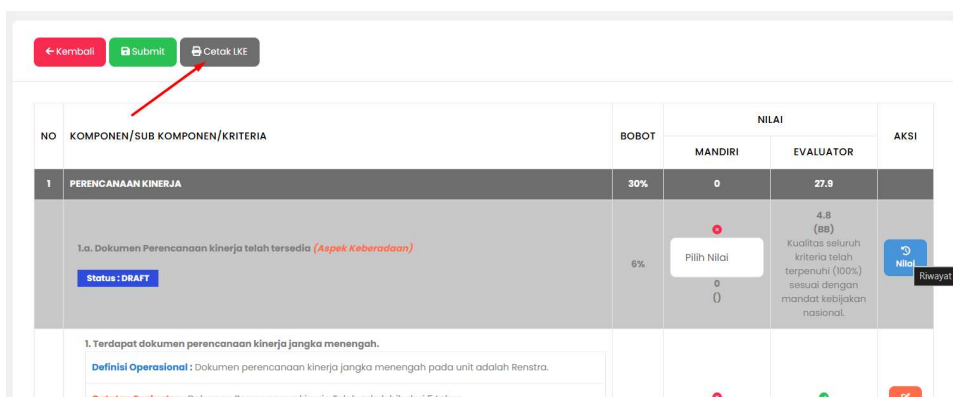 Kembali
Submit
Cetak LKE
NO
KOMPONEN/SUB KOMPONEN/KRITERIA
BOBOT
NILAI
AKSI
MANDIRI
EVALUATOR
1
PERENCANAAN KINERJA
30%
0
27.9
1.a. Dokumen Perencanaan kinerja telah tersedia (Aspek Keberadaan)
Status : DRAFT
6%
Pilih Nilai
0
()
4.8
(BB)
Kualitas seluruh
kriteria telah
terpenuhi (100%)
sesuai dengan
mandat kebijakan
nasional.
Nilai
Riwayat
1. Terdapat dokumen perencanaan kinerja jangka menengah.
Definisi Operasional : Dokumen perencanaan kinerja jangka menengah pada unit adalah Renstra.